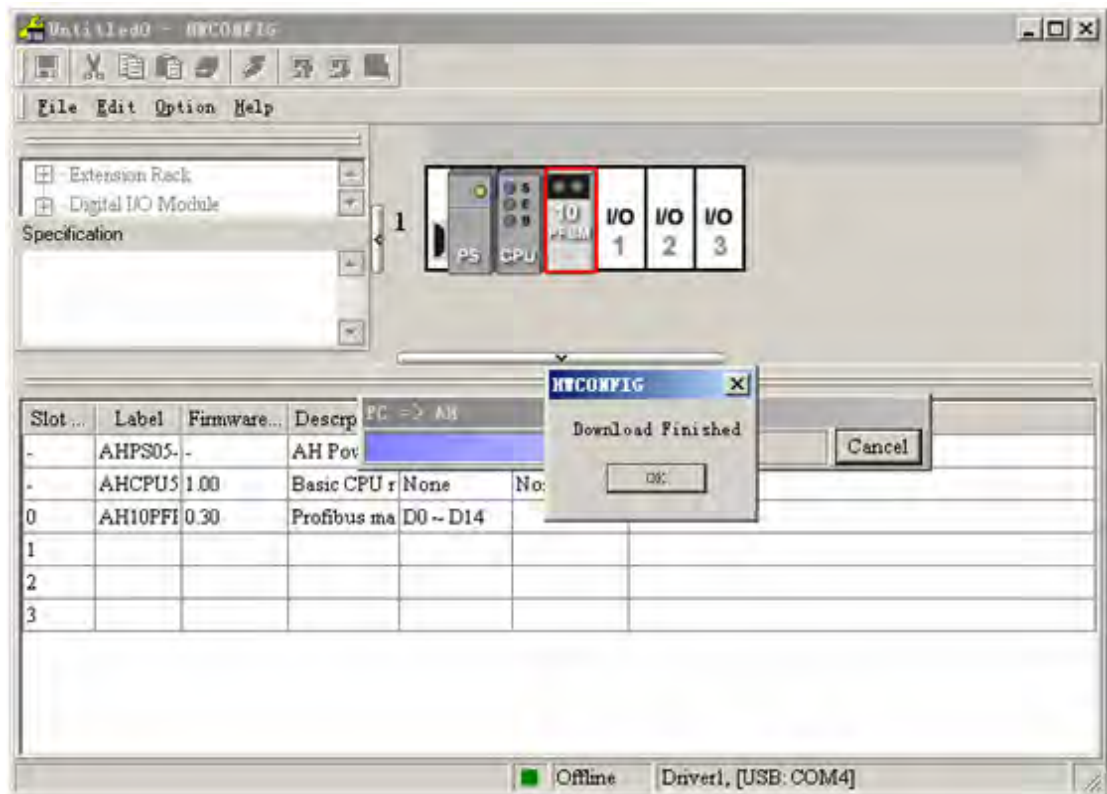 Untitled0 - HWCONFIG
File Edit Option Help
Extension Rack
Digital I/O Module
Specification
1
PS CPU 10 PFBM I/O 1 I/O 2 I/O 3
HWCONFIG
Download Finished
OK
PC => AH
Cancel
Slot ... Label Firmware... Descrp
- AHPS05- - AH Pow
- AHCPU5 1.00 Basic CPU r None No
0 AH10PFI 0.30 Profibus ma D0 ~ D14
1
2
3
Offline Driver1, [USB: COM4]